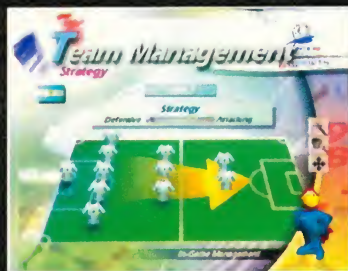 Team Management
Strategy
Strategy
Defensive Attacking
In-Game Management